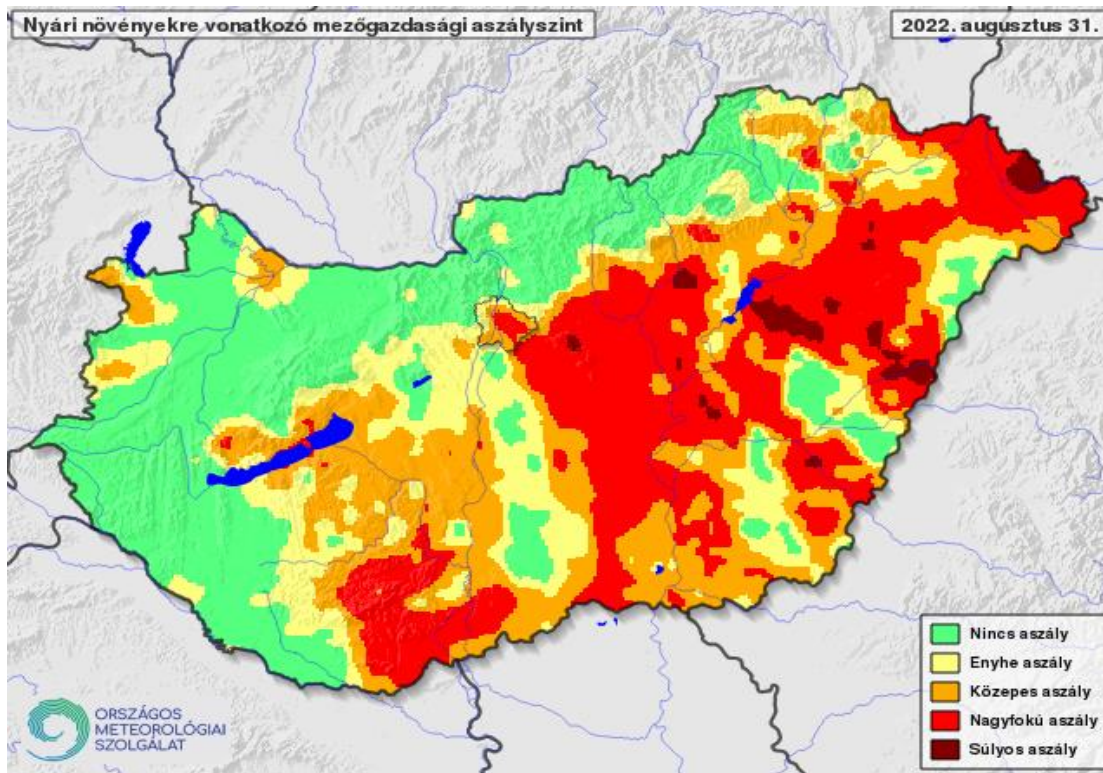 Nyári növényekre vonatkozó mezőgazdasági aszályszint
2022. augusztus 31.
Nincs aszály
Enyhe aszály
Közepes aszály
Nagyfokú aszály
Súlyos aszály
ORSZÁGOS
METEOROLÓGIAI
SZOLGÁLAT